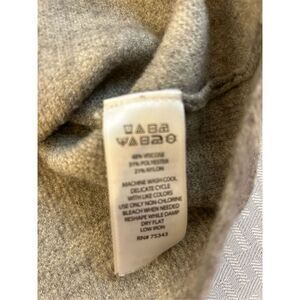 48% VISCOSE
31% POLYESTER
21% NYLON
MACHINE WASH COOL
DELICATE CYCLE
WITH LIKE COLORS
USE ONLY NON-CHLORINE
BLEACH WHEN NEEDED
RESHAPE WHILE DAMP
DRY FLAT
LOW IRON
RN# 75343